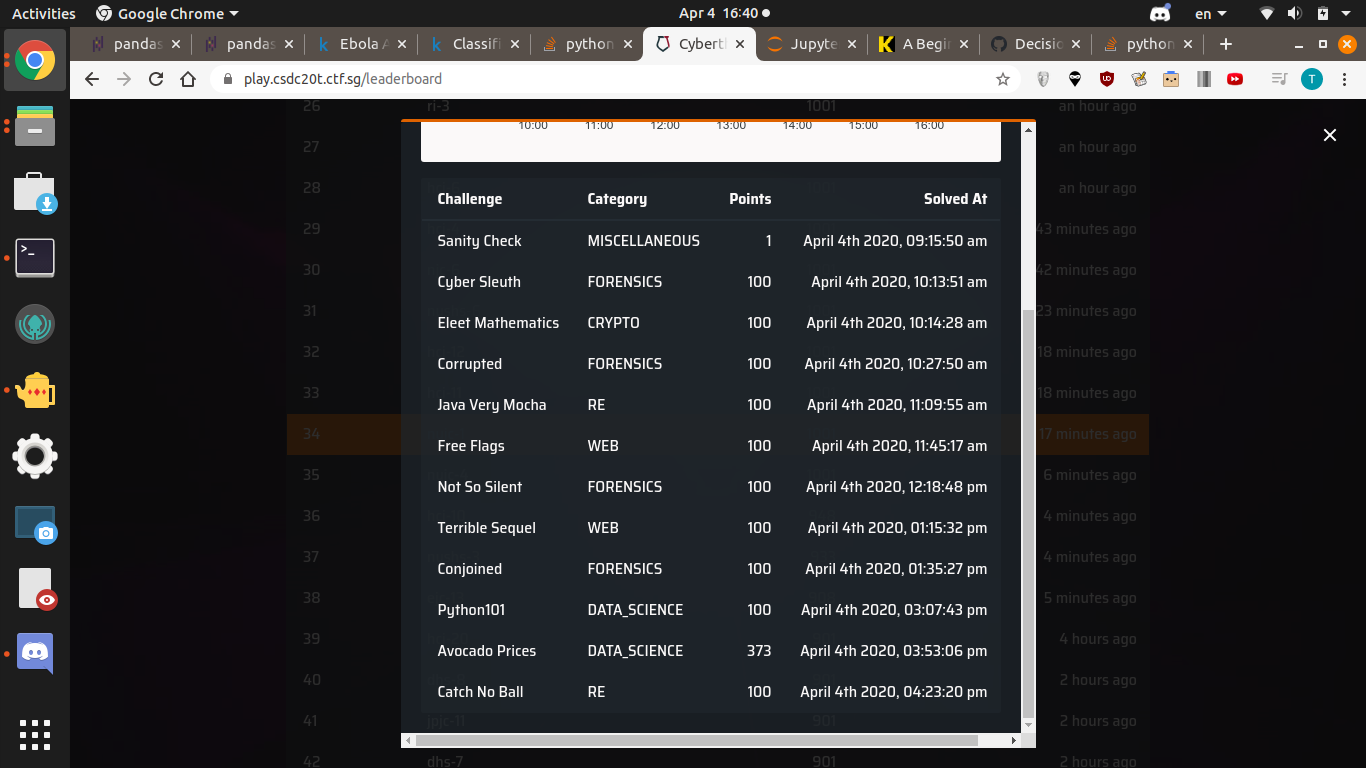 Activities Google Chrome Apr 4 16:40 en
pandas pandas Ebola A Classifi python Cybert Jupyte A Begi Decisio python
play.csdc20t.ctf.sg/leaderboard T
26 rl-3 1001 an hour ago
10:00 11:00 12:00 13:00 14:00 15:00 16:00
27 an hour ago
28 an hour ago
Challenge Category Points Solved At
29 43 minutes ago
Sanity Check MISCELLANEOUS 1 April 4th 2020, 09:15:50 am
30 42 minutes ago
Cyber Sleuth FORENSICS 100 April 4th 2020, 10:13:51 am
31 23 minutes ago
Eleet Mathematics CRYPTO 100 April 4th 2020, 10:14:28 am
32 18 minutes ago
Corrupted FORENSICS 100 April 4th 2020, 10:27:50 am
33 18 minutes ago
Java Very Mocha RE 100 April 4th 2020, 11:09:55 am
34 17 minutes ago
Free Flags WEB 100 April 4th 2020, 11:45:17 am
35 6 minutes ago
Not So Silent FORENSICS 100 April 4th 2020, 12:18:48 pm
36 4 minutes ago
Terrible Sequel WEB 100 April 4th 2020, 01:15:32 pm
37 4 minutes ago
Conjoined FORENSICS 100 April 4th 2020, 01:35:27 pm
38 5 minutes ago
Python101 DATA_SCIENCE 100 April 4th 2020, 03:07:43 pm
39 4 hours ago
Avocado Prices DATA_SCIENCE 373 April 4th 2020, 03:53:06 pm
40 2 hours ago
Catch No Ball RE 100 April 4th 2020, 04:23:20 pm
41 jpjc-11 901 2 hours ago
42 dhs-7 901 2 hours ago